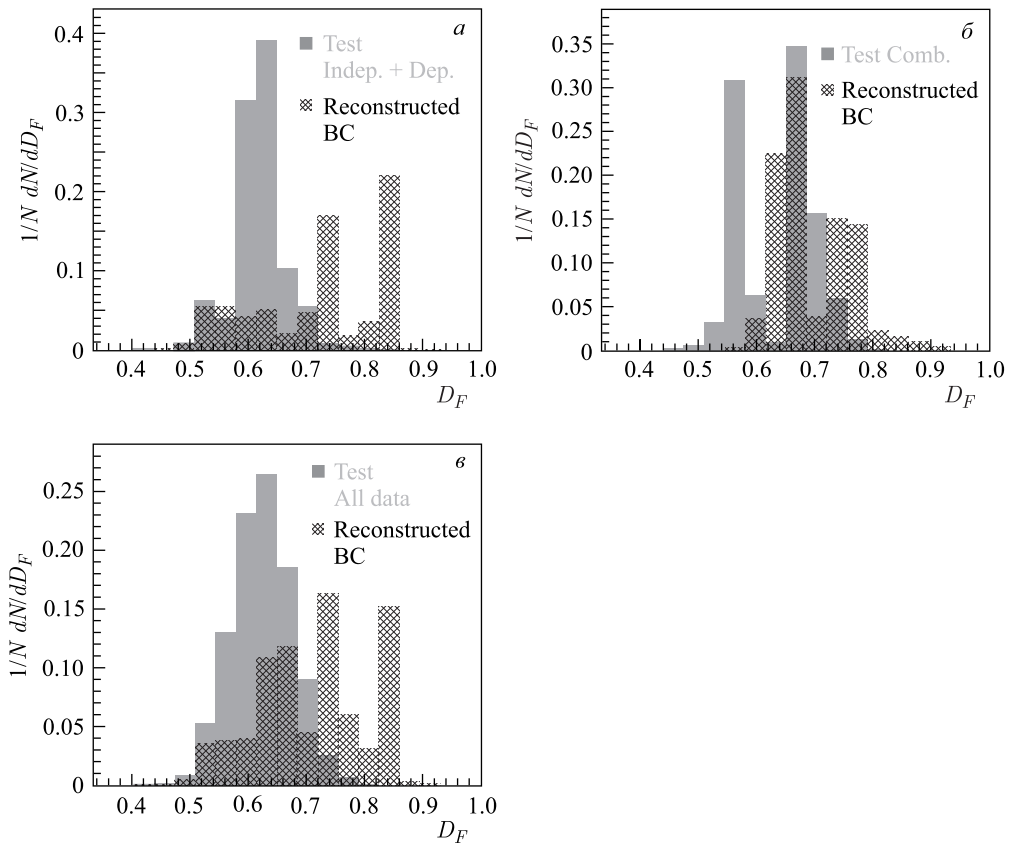 а
Test
Indep. + Dep.
Reconstructed
BC
1/N dN/dD_F
0.4
0.3
0.2
0.1
0
0.4 0.5 0.6 0.7 0.8 0.9 1.0
D_F
б
Test Comb.
Reconstructed
BC
1/N dN/dD_F
0.35
0.30
0.25
0.20
0.15
0.10
0.05
0
0.4 0.5 0.6 0.7 0.8 0.9 1.0
D_F
в
Test
All data
Reconstructed
BC
1/N dN/dD_F
0.25
0.20
0.15
0.10
0.05
0
0.4 0.5 0.6 0.7 0.8 0.9 1.0
D_F